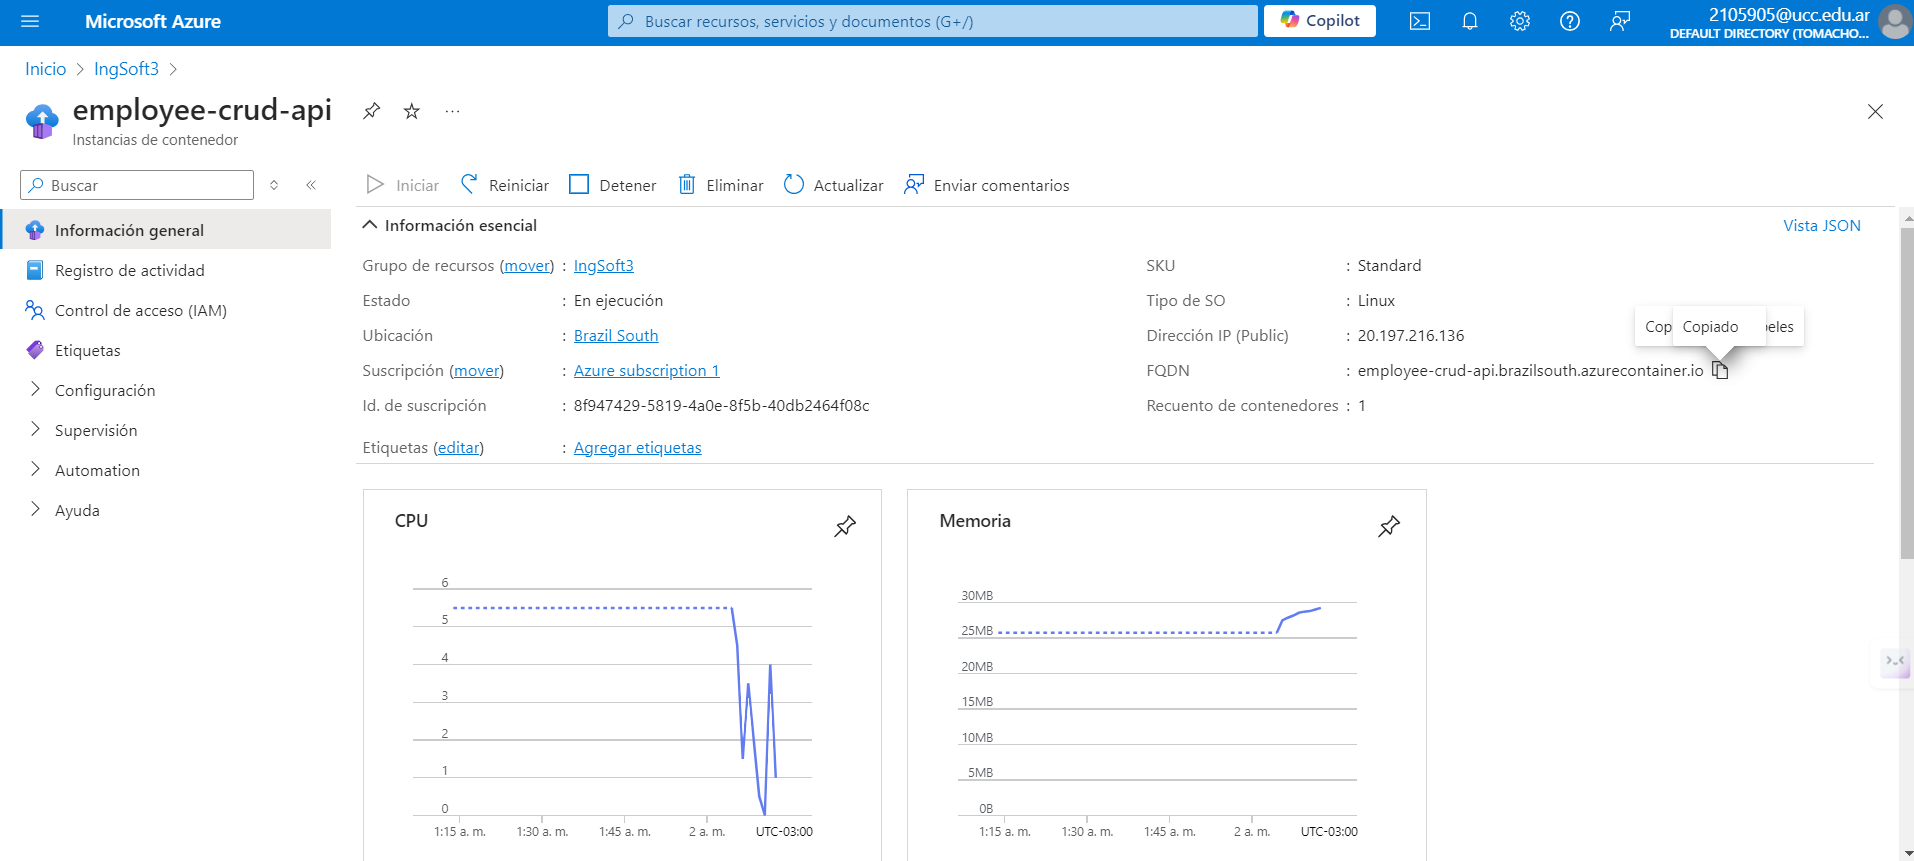 Microsoft Azure
Buscar recursos, servicios y documentos (G+/)
Copilot
2105905@ucc.edu.ar
DEFAULT DIRECTORY (TOMACHO...
Inicio > IngSoft3 >
employee-crud-api
Instancias de contenedor
Buscar
Iniciar Reiniciar Detener Eliminar Actualizar Enviar comentarios
Información general
Registro de actividad
Control de acceso (IAM)
Etiquetas
Configuración
Supervisión
Automation
Ayuda
Información esencial
Vista JSON
Grupo de recursos (mover) : IngSoft3
Estado : En ejecución
Ubicación : Brazil South
Suscripción (mover) : Azure subscription 1
Id. de suscripción : 8f947429-5819-4a0e-8f5b-40db2464f08c
Etiquetas (editar) : Agregar etiquetas
SKU : Standard
Tipo de SO : Linux
Dirección IP (Public) : 20.197.216.136
FQDN : employee-crud-api.brazilsouth.azurecontainer.io
Recuento de contenedores : 1
Copiado
CPU
6
5
4
3
2
1
0
1:15 a. m. 1:30 a. m. 1:45 a. m. 2 a. m. UTC-03:00
Memoria
30MB
25MB
20MB
15MB
10MB
5MB
0B
1:15 a. m. 1:30 a. m. 1:45 a. m. 2 a. m. UTC-03:00